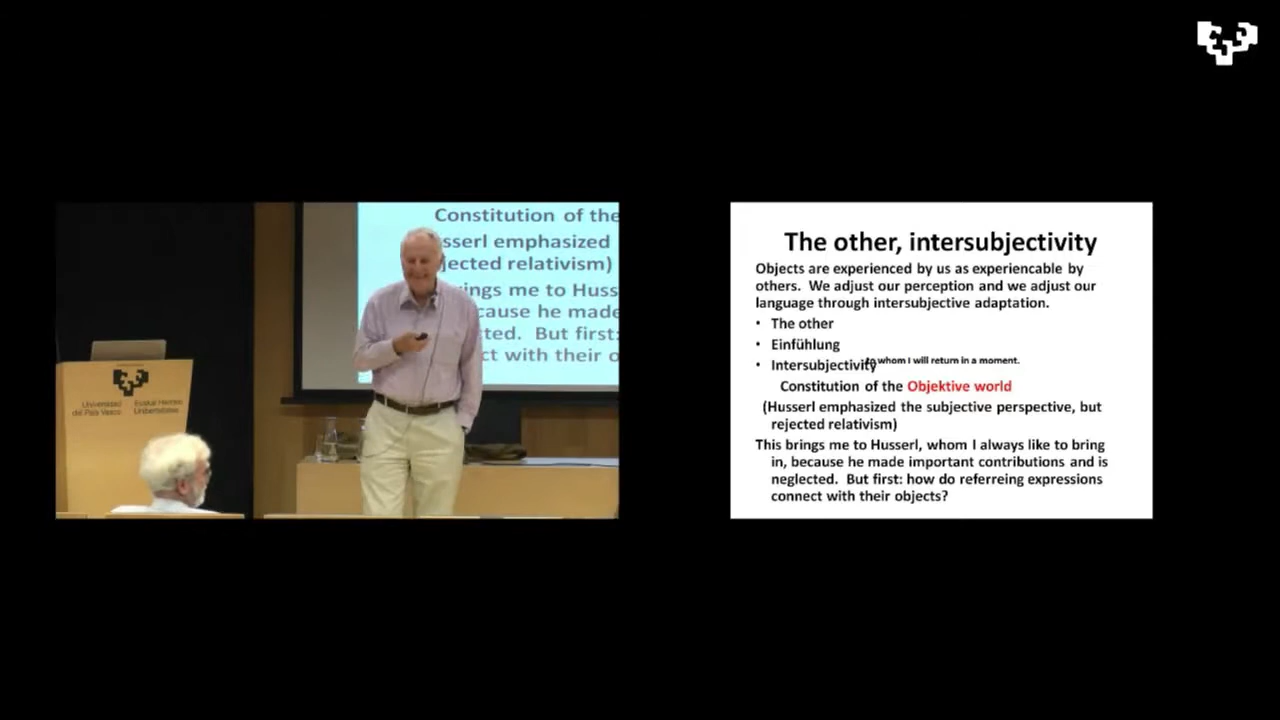 Constitution of the
sserl emphasized
jected relativism)
ings me to Huss
cause he made
cted. But first:
ct with their o
Universidad
del País Vasco
Euskal Herriko
Unibertsitatea
The other, intersubjectivity
Objects are experienced by us as experiencable by
others. We adjust our perception and we adjust our
language through intersubjective adaptation.
• The other
• Einfühlung
• Intersubjectivity
to whom I will return in a moment.
Constitution of the Objektive world
(Husserl emphasized the subjective perspective, but
rejected relativism)
This brings me to Husserl, whom I always like to bring
in, because he made important contributions and is
neglected. But first: how do referreing expressions
connect with their objects?